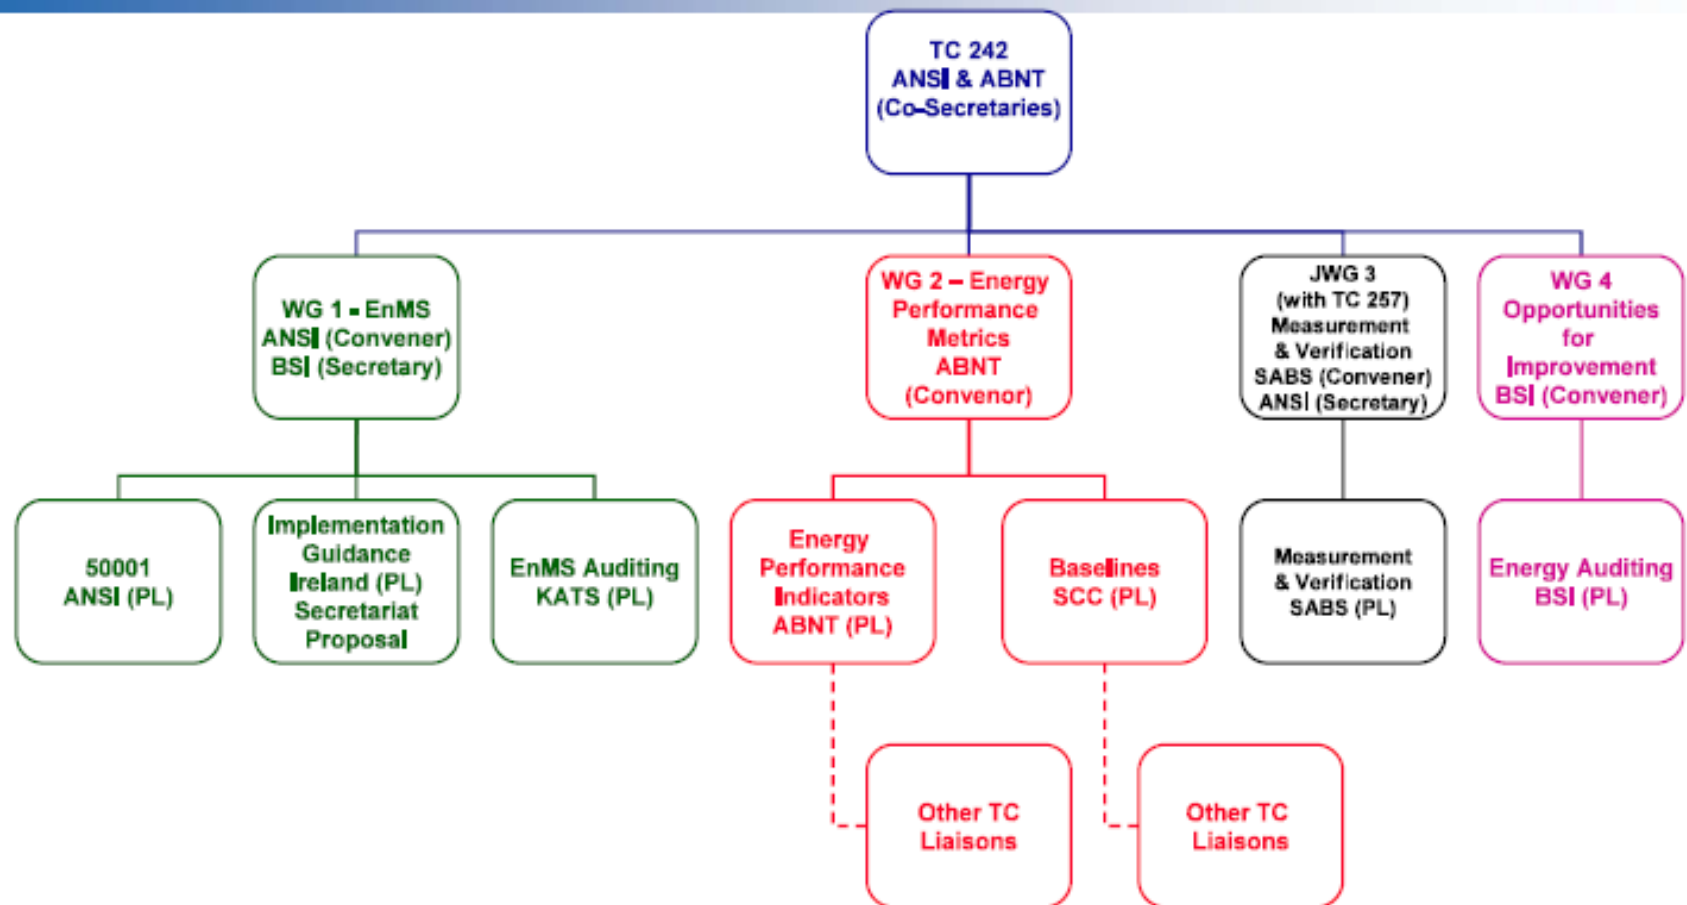 TC 242
ANSI & ABNT
(Co-Secretaries)
WG 1 - EnMS
ANSI (Convener)
BSI (Secretary)
WG 2 – Energy
Performance
Metrics
ABNT
(Convenor)
JWG 3
(with TC 257)
Measurement
& Verification
SABS (Convener)
ANSI (Secretary)
WG 4
Opportunities
for
Improvement
BSI (Convener)
50001
ANSI (PL)
Implementation
Guidance
Ireland (PL)
Secretariat
Proposal
EnMS Auditing
KATS (PL)
Energy
Performance
Indicators
ABNT (PL)
Baselines
SCC (PL)
Measurement
& Verification
SABS (PL)
Energy Auditing
BSI (PL)
Other TC
Liaisons
Other TC
Liaisons